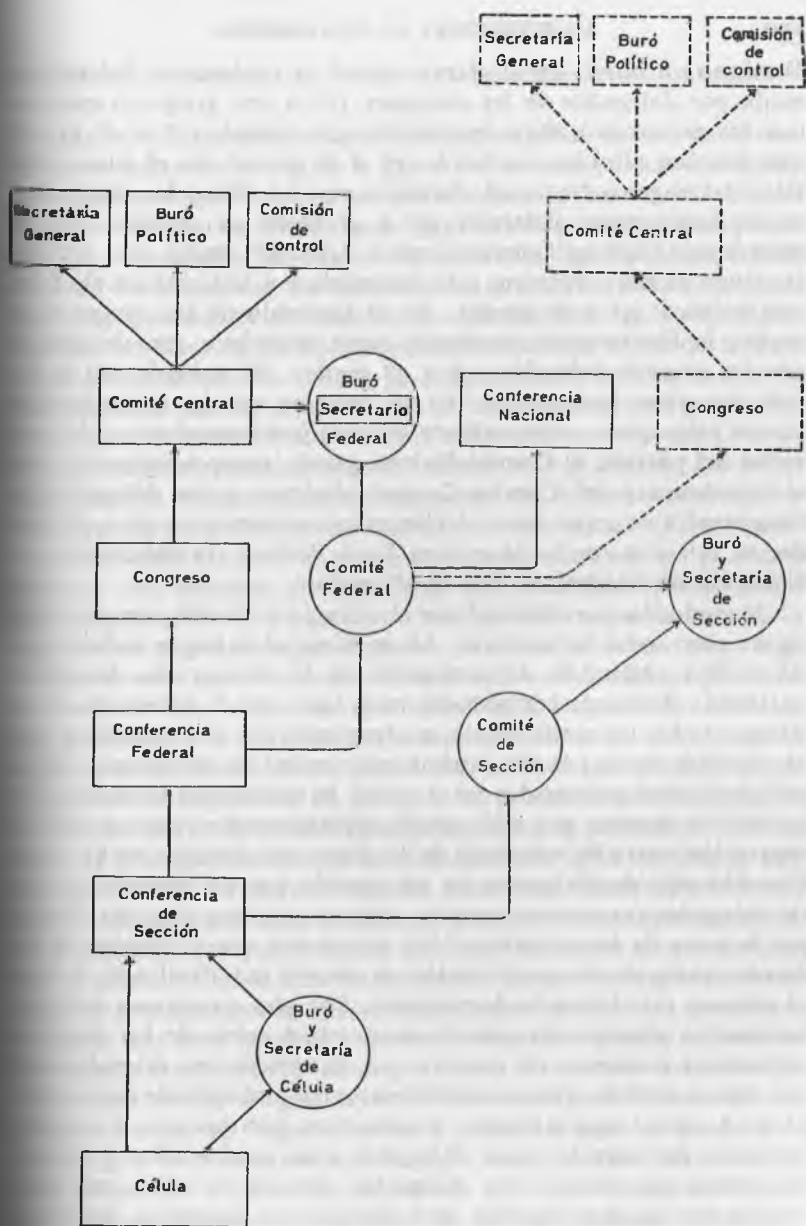 Secretaría
General
Buró
Político
Comisión
de
control
Comité Central
Secretaría
General
Buró
Político
Comisión
de
control
Comité Central
Buró
Secretario
Federal
Conferencia
Nacional
Congreso
Congreso
Comité
Federal
Buró
y
Secretaría
de
Sección
Conferencia
Federal
Comité
de
Sección
Conferencia
de
Sección
Buró
y
Secretaría
de
Célula
Célula